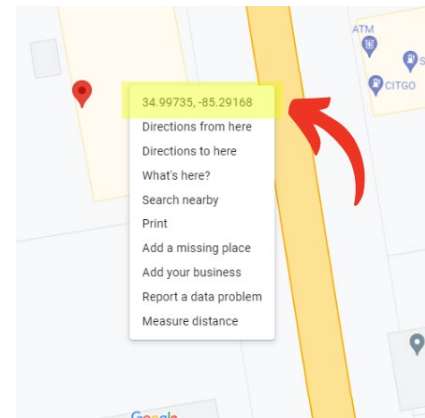 ATM
CITGO
34.99735, -85.29168
Directions from here
Directions to here
What's here?
Search nearby
Print
Add a missing place
Add your business
Report a data problem
Measure distance
Google